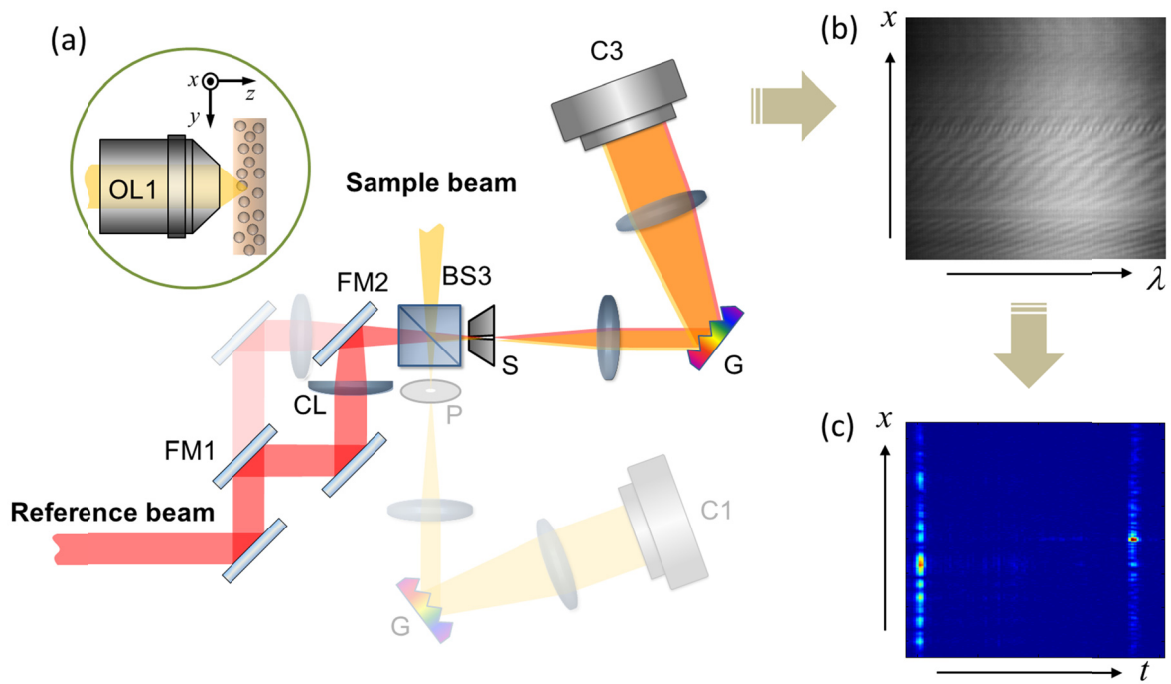 (a)
x
z
y
OL1
Sample beam
C3
FM2
BS3
S
G
CL
P
FM1
Reference beam
C1
G
(b)
x
λ
(c)
x
t